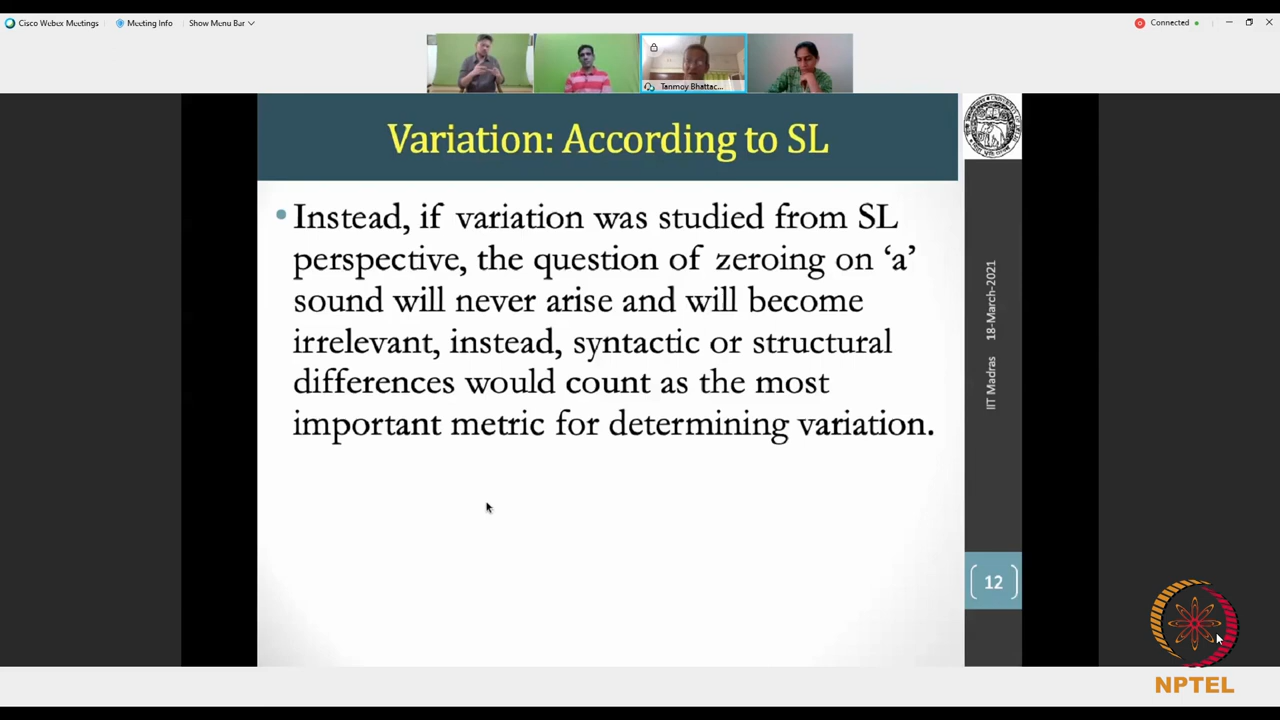 Cisco Webex Meetings Meeting Info Show Menu Bar Connected
Tanmoy Bhattac...
Variation: According to SL
• Instead, if variation was studied from SL
perspective, the question of zeroing on ‘a’
sound will never arise and will become
irrelevant, instead, syntactic or structural
differences would count as the most
important metric for determining variation.
IIT Madras 18-March-2021
12
NPTEL